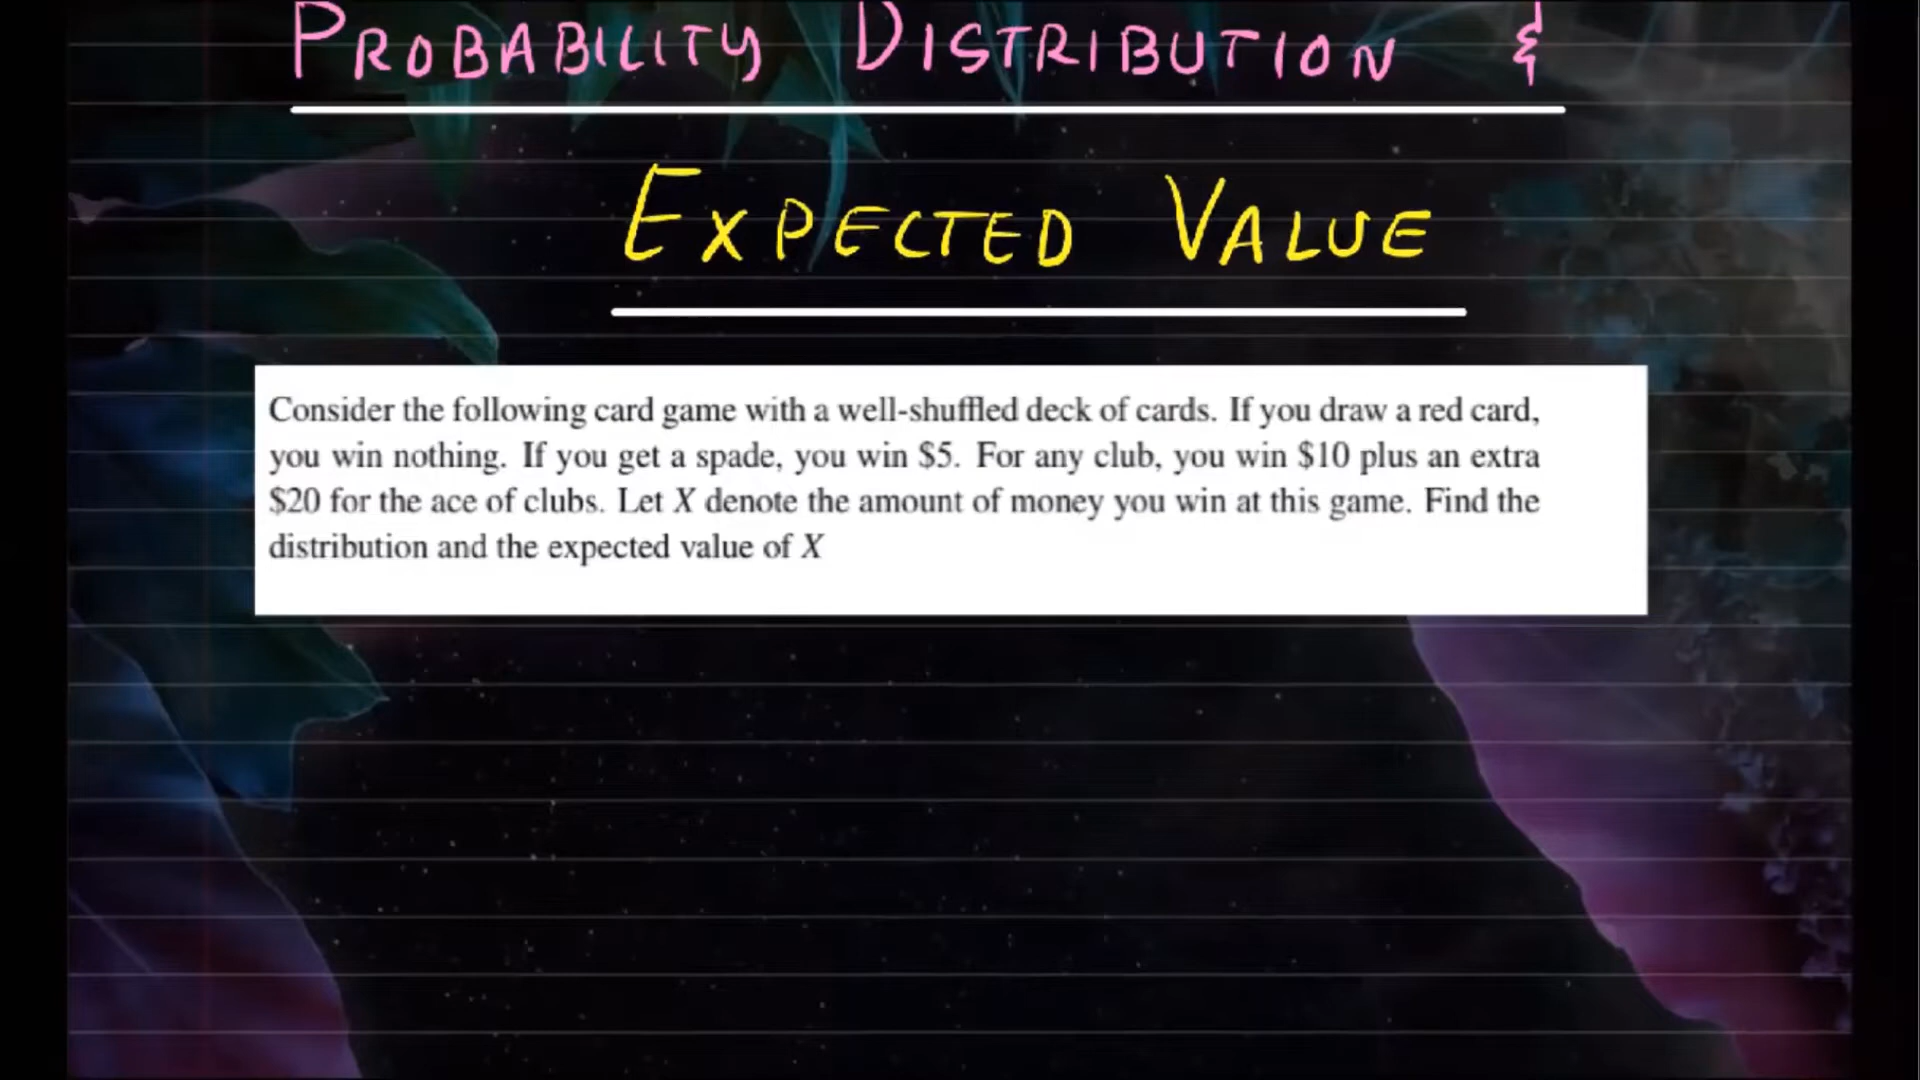 PROBABILITY DISTRIBUTION &
EXPECTED VALUE
Consider the following card game with a well-shuffled deck of cards. If you draw a red card,
you win nothing. If you get a spade, you win $5. For any club, you win $10 plus an extra
$20 for the ace of clubs. Let X denote the amount of money you win at this game. Find the
distribution and the expected value of X